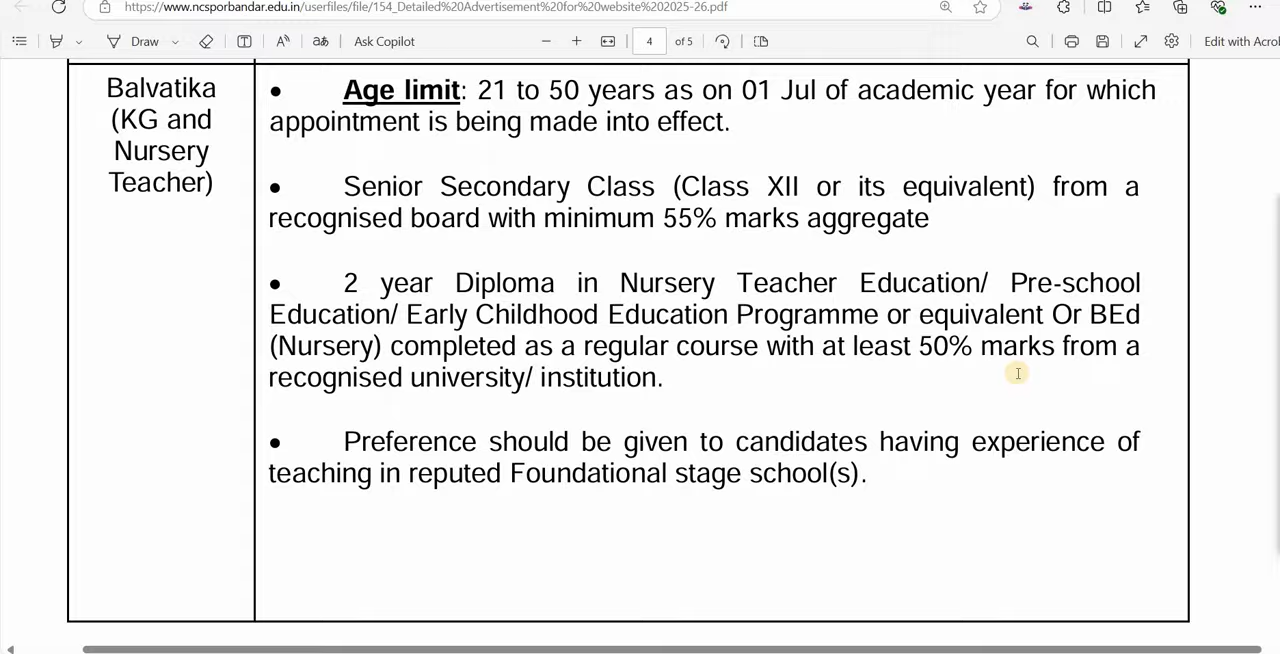 https://www.ncsporbandar.edu.in/userfiles/file/154_Detailed%20Advertisement%20for%20website%202025-26.pdf
Draw
Ask Copilot
4 of 5
Edit with Acrob
Balvatika
(KG and
Nursery
Teacher)
• Age limit: 21 to 50 years as on 01 Jul of academic year for which
appointment is being made into effect.
• Senior Secondary Class (Class XII or its equivalent) from a
recognised board with minimum 55% marks aggregate
• 2 year Diploma in Nursery Teacher Education/ Pre-school
Education/ Early Childhood Education Programme or equivalent Or BEd
(Nursery) completed as a regular course with at least 50% marks from a
recognised university/ institution.
• Preference should be given to candidates having experience of
teaching in reputed Foundational stage school(s).